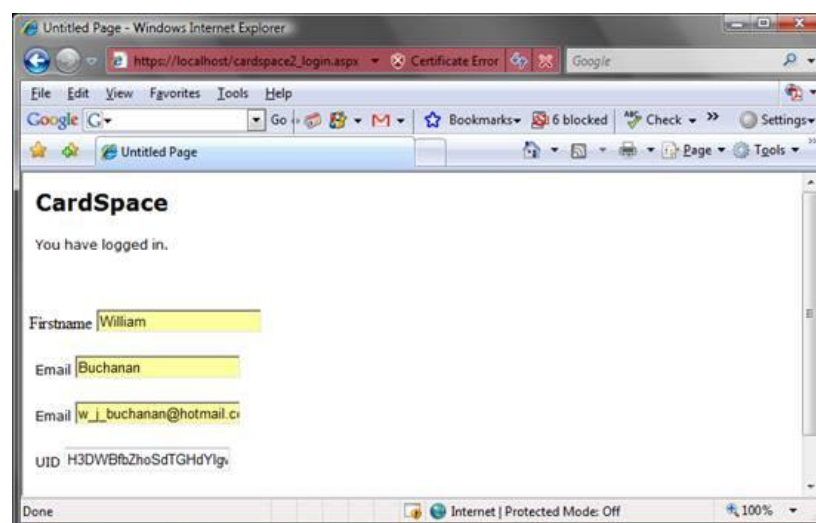 Untitled Page - Windows Internet Explorer
https://localhost/cardspace2_login.aspx Certificate Error Google
File Edit View Favorites Tools Help
Google G Go Bookmarks 6 blocked Check Settings
Untitled Page Page Tools
CardSpace
You have logged in.
Firstname William
Email Buchanan
Email w_j_buchanan@hotmail.c
UID H3DWBfbZhoSdTGHdYIg
Done Internet | Protected Mode: Off 100%